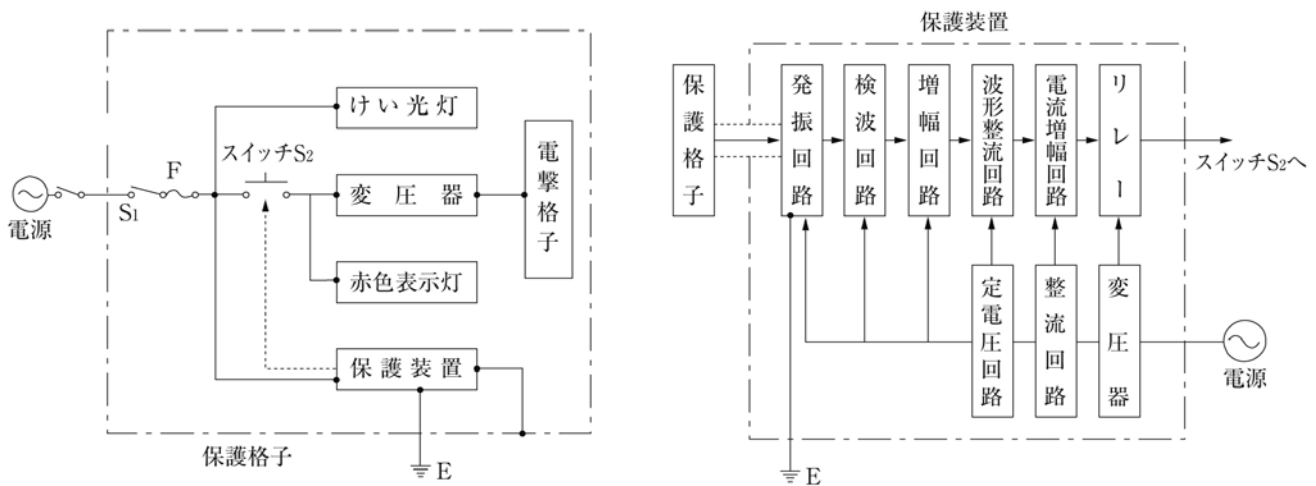 けい光灯
スイッチS2
F
S1
電源
変圧器
電撃格子
赤色表示灯
保護装置
保護格子
E
保護装置
保護格子
発振回路
検波回路
増幅回路
波形整流回路
電流増幅回路
リレー
スイッチS2へ
定電圧回路
整流回路
変圧器
電源
E